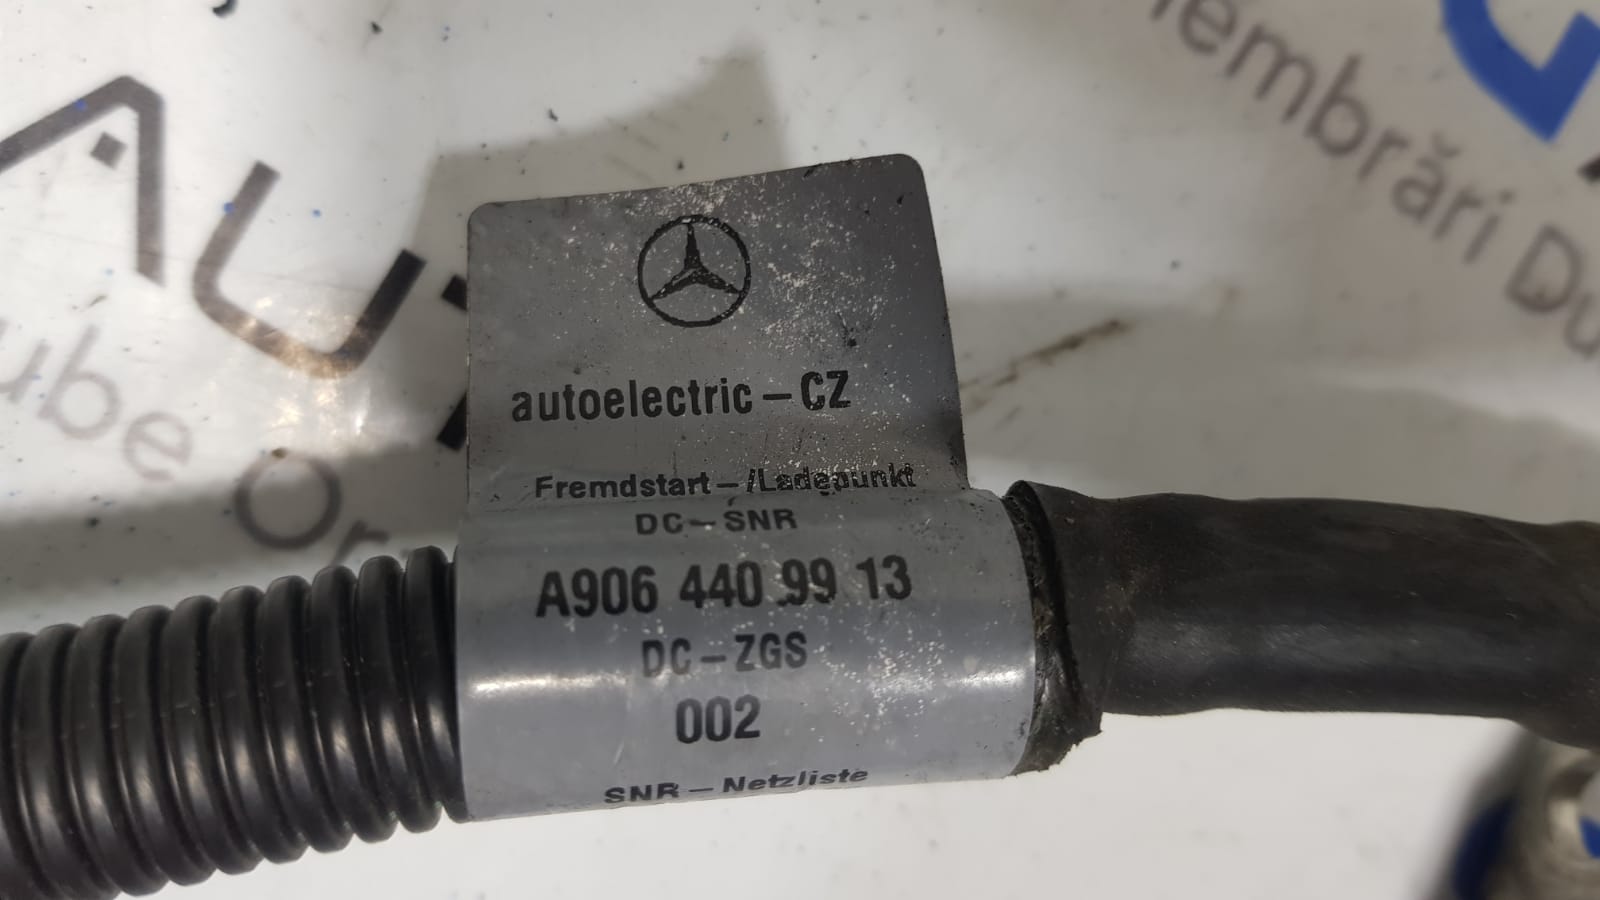 autoelectric-CZ
Fremdstart-/Ladepunkt
DC-SNR
A906 440 99 13
DC-ZGS
002
SNR-Netzliste